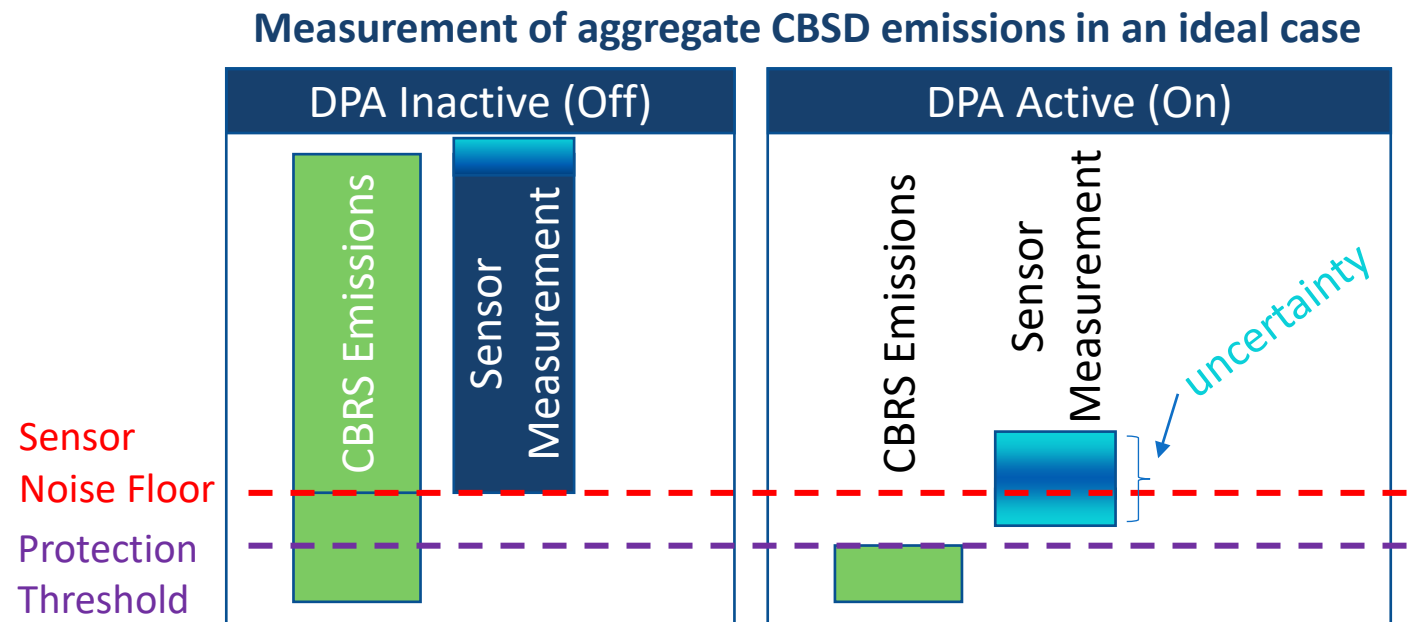 Measurement of aggregate CBSD emissions in an ideal case
DPA Inactive (Off)
DPA Active (On)
CBRS Emissions
Sensor
Measurement
CBRS Emissions
Sensor
Measurement
uncertainty
Sensor
Noise Floor
Protection
Threshold